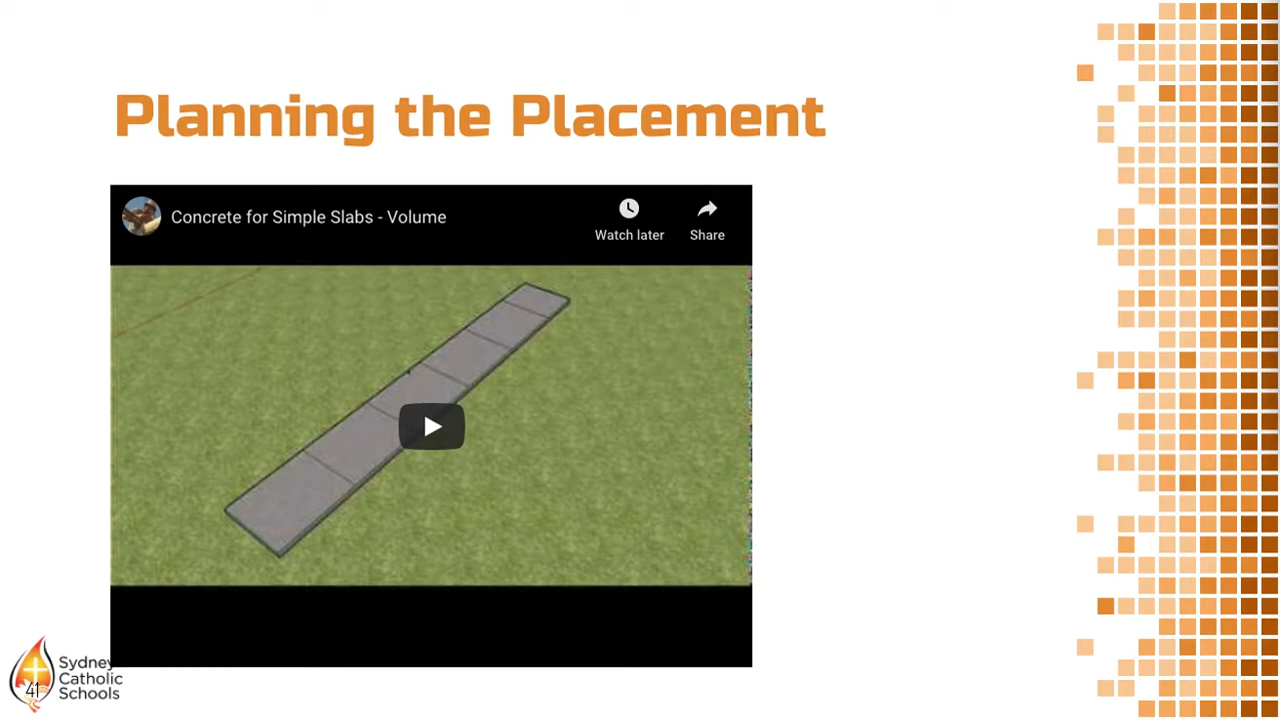 Planning the Placement
Concrete for Simple Slabs - Volume
Watch later
Share
Sydney
Catholic
Schools
41